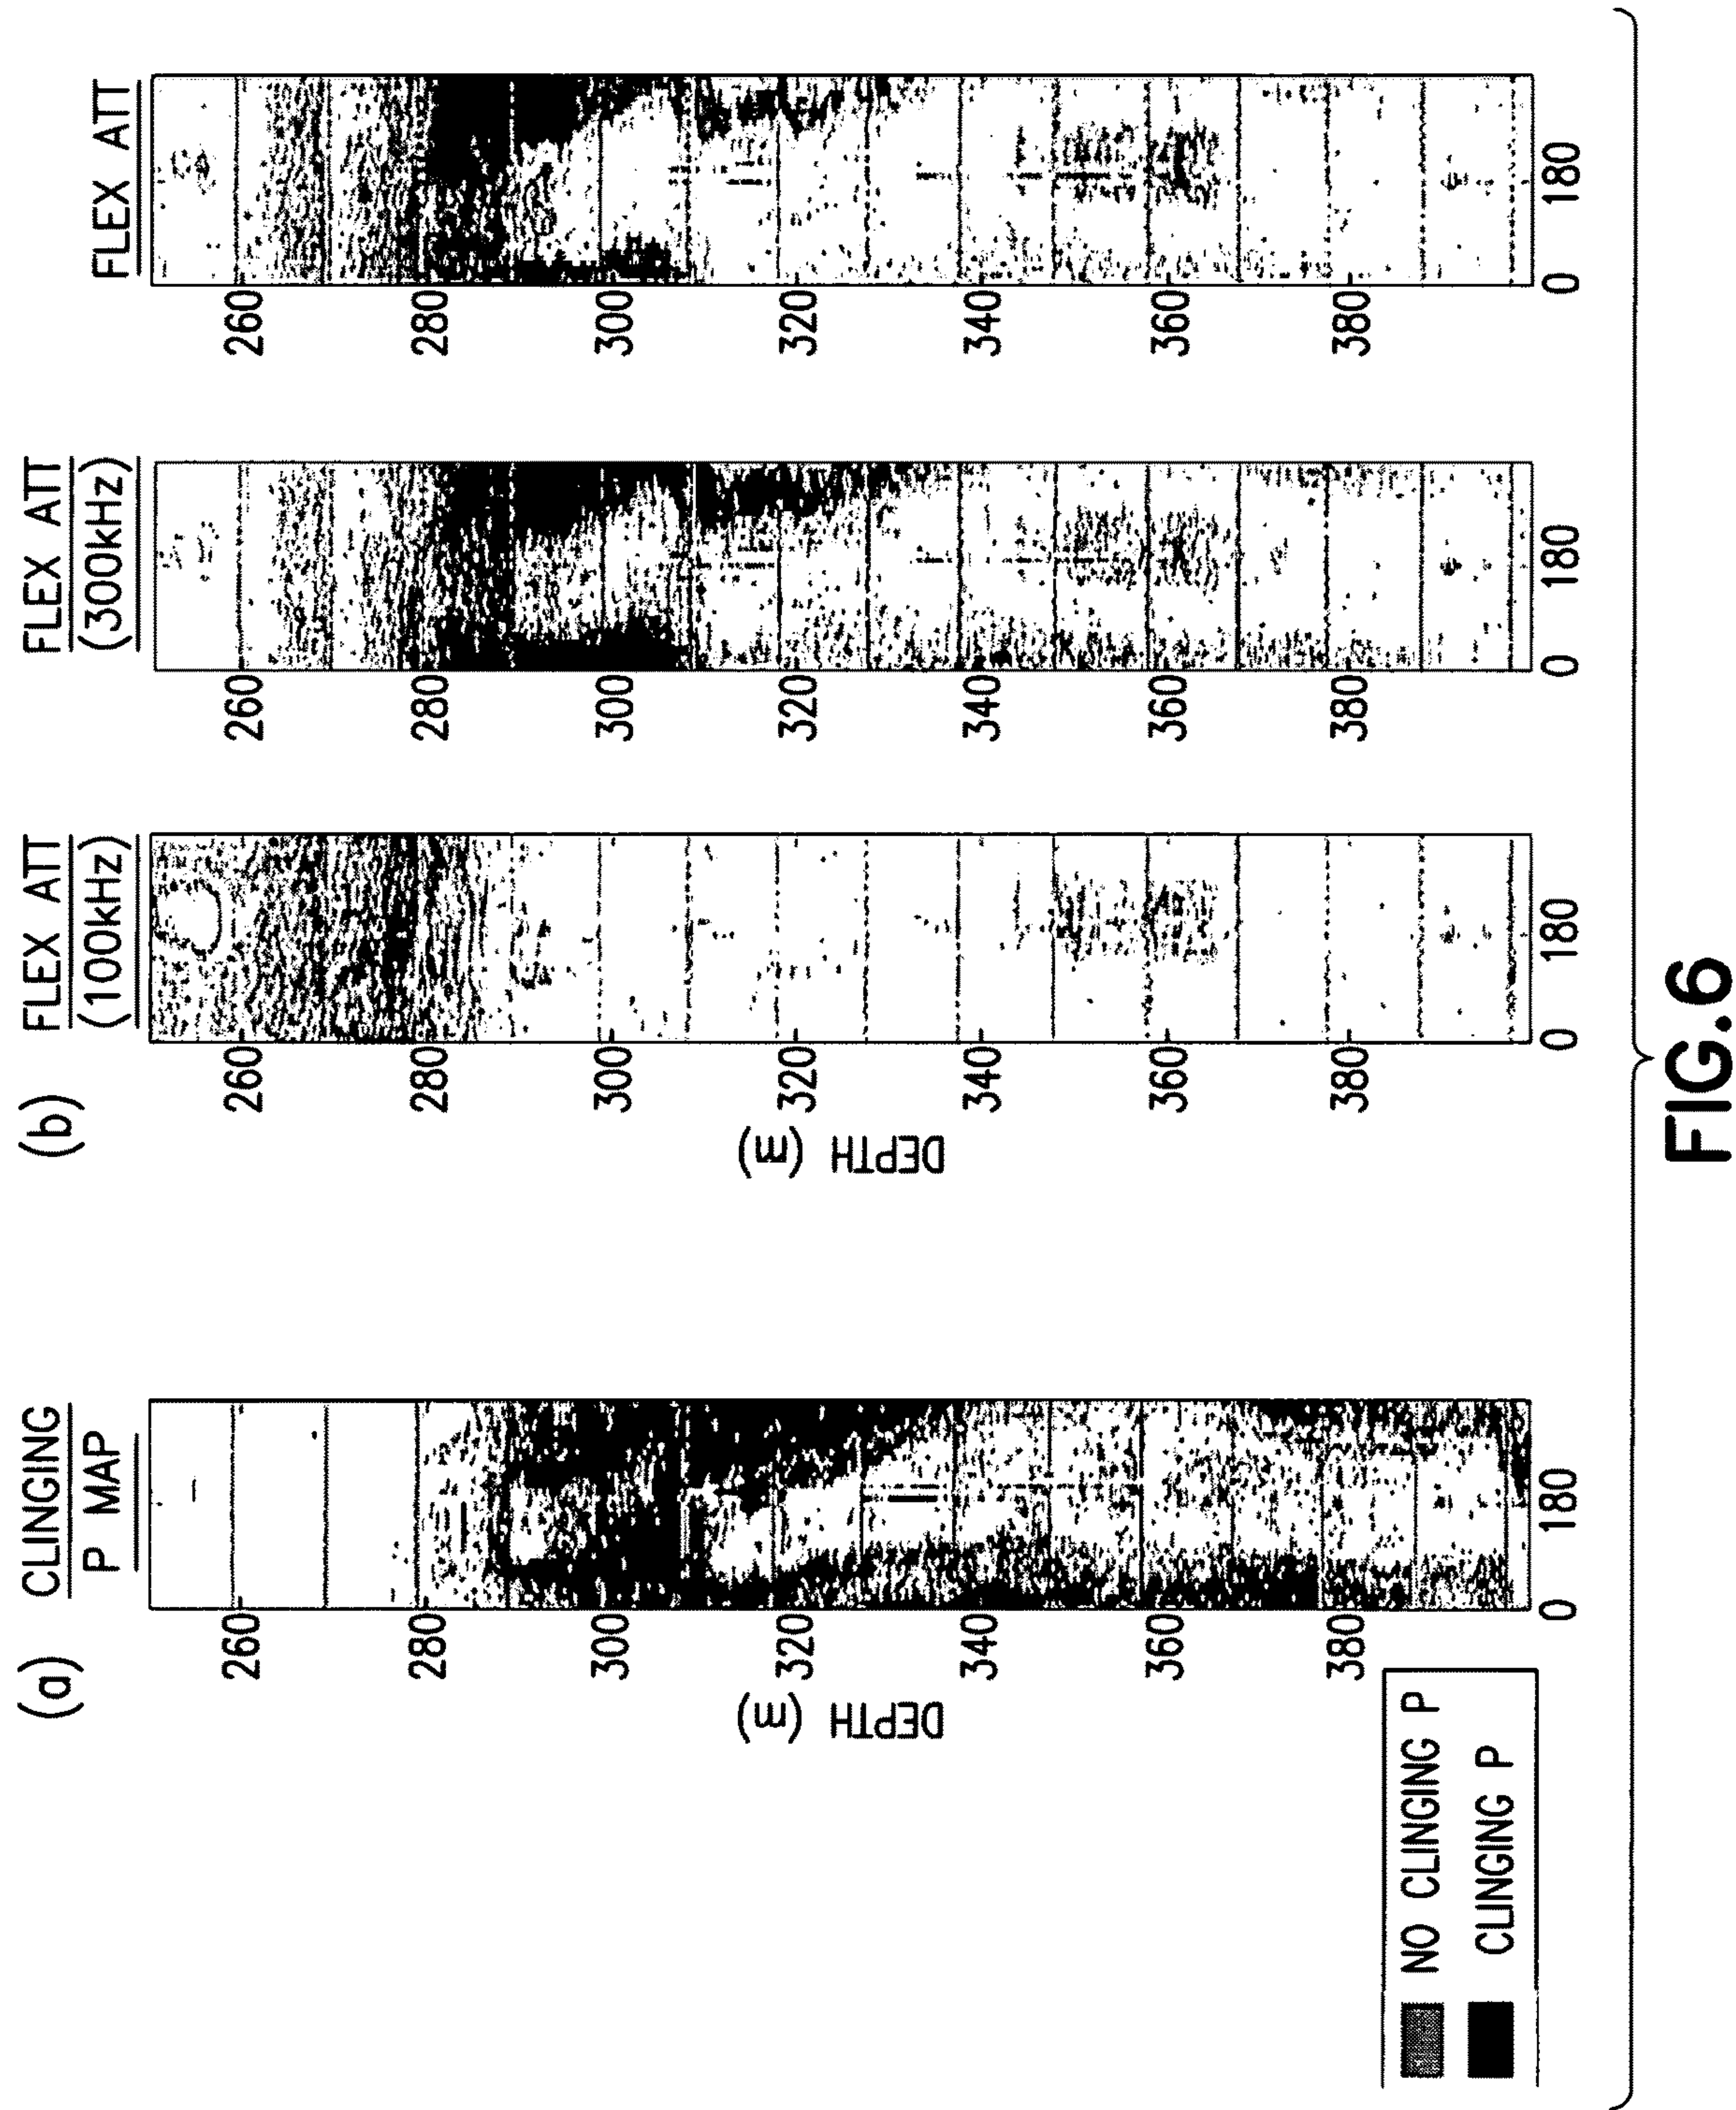 (a)
CLINGING
P MAP
DEPTH (m)
260
280
300
320
340
360
380
0
180
NO CLINGING P
CLINGING P
(b)
FLEX ATT
(100kHz)
DEPTH (m)
260
280
300
320
340
360
380
0
180
FLEX ATT
(300kHz)
260
280
300
320
340
360
380
0
180
FLEX ATT
260
280
300
320
340
360
380
0
180
FIG.6